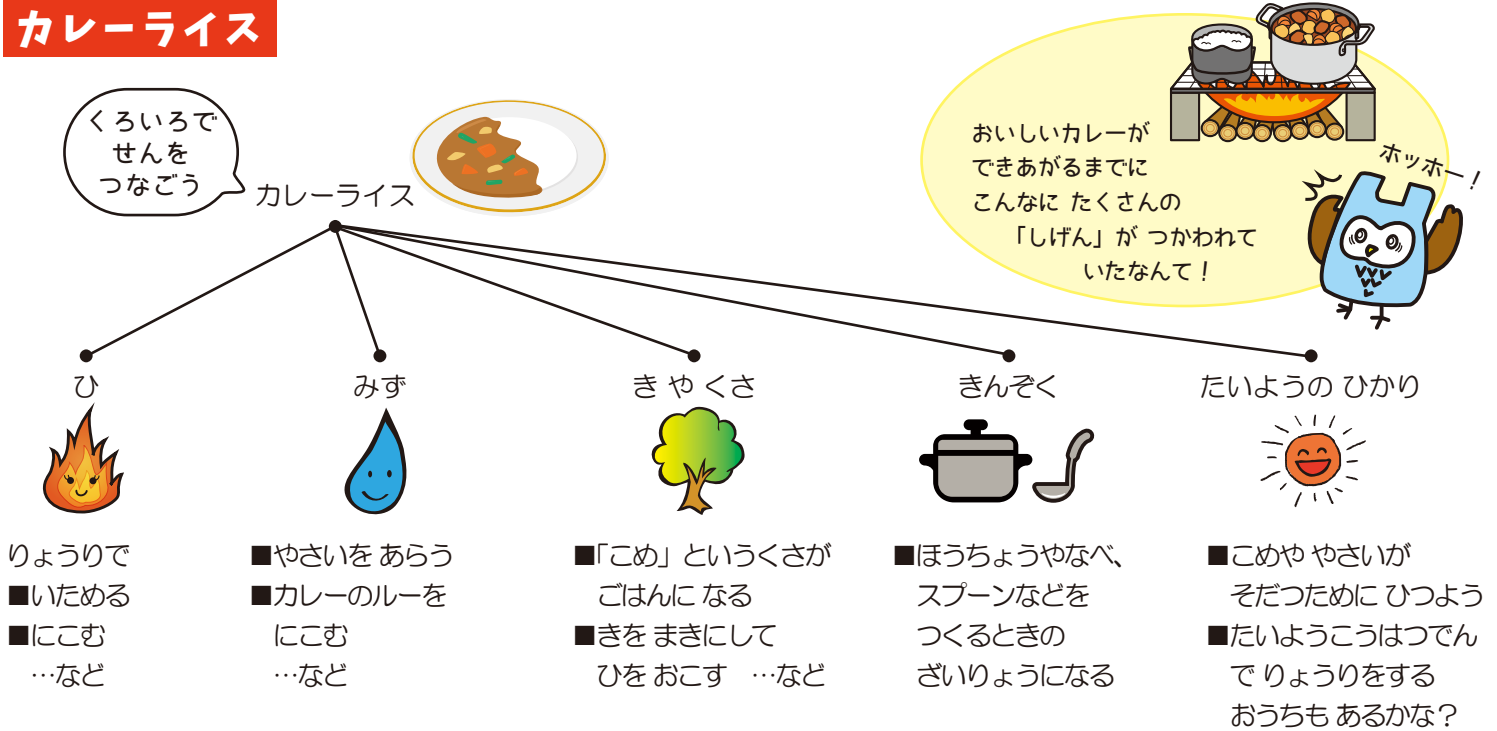 カレーライス
くろいろで
せんを
つなごう
カレーライス
おいしいカレーが
できあがるまでに
こんなに たくさんの
「しげん」が つかわれて
いたなんて！
ホッホー！
ひ
りょうりで
■いためる
■にこむ
…など
みず
■やさいを あらう
■カレーのルーを
にこむ
…など
き や くさ
■「こめ」というくさが
ごはんに なる
■きを まきにして
ひを おこす …など
きんぞく
■ほうちょうやなべ、
スプーンなどを
つくるときの
ざいりょうになる
たいようの ひかり
■こめや やさいが
そだつために ひつよう
■たいようこうはつでん
で りょうりをする
おうちも あるかな？